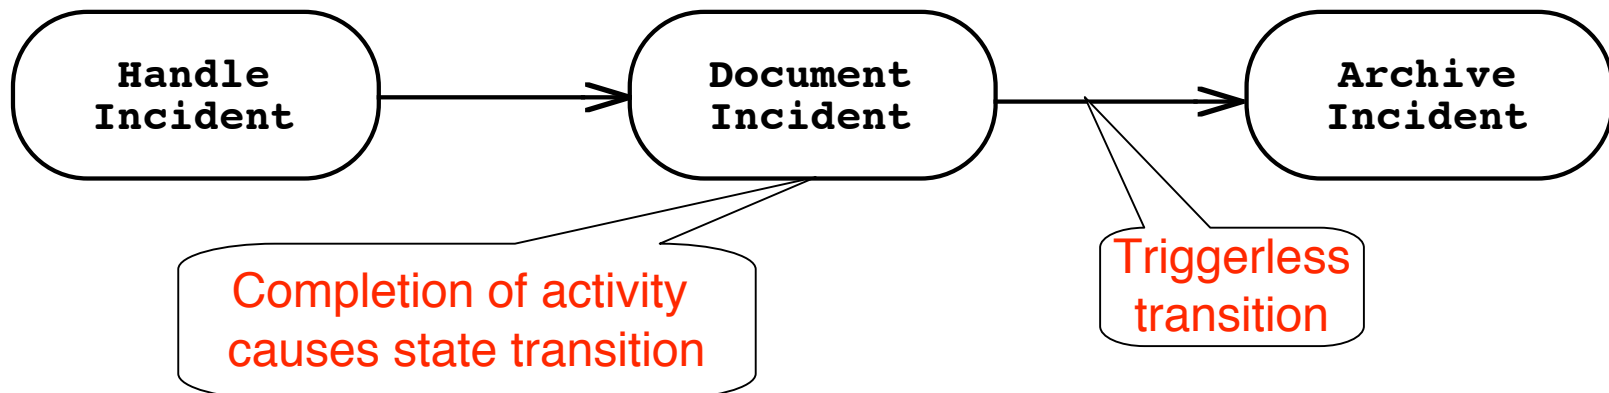 Handle
Incident
Document
Incident
Archive
Incident
Completion of activity
causes state transition
Triggerless
transition